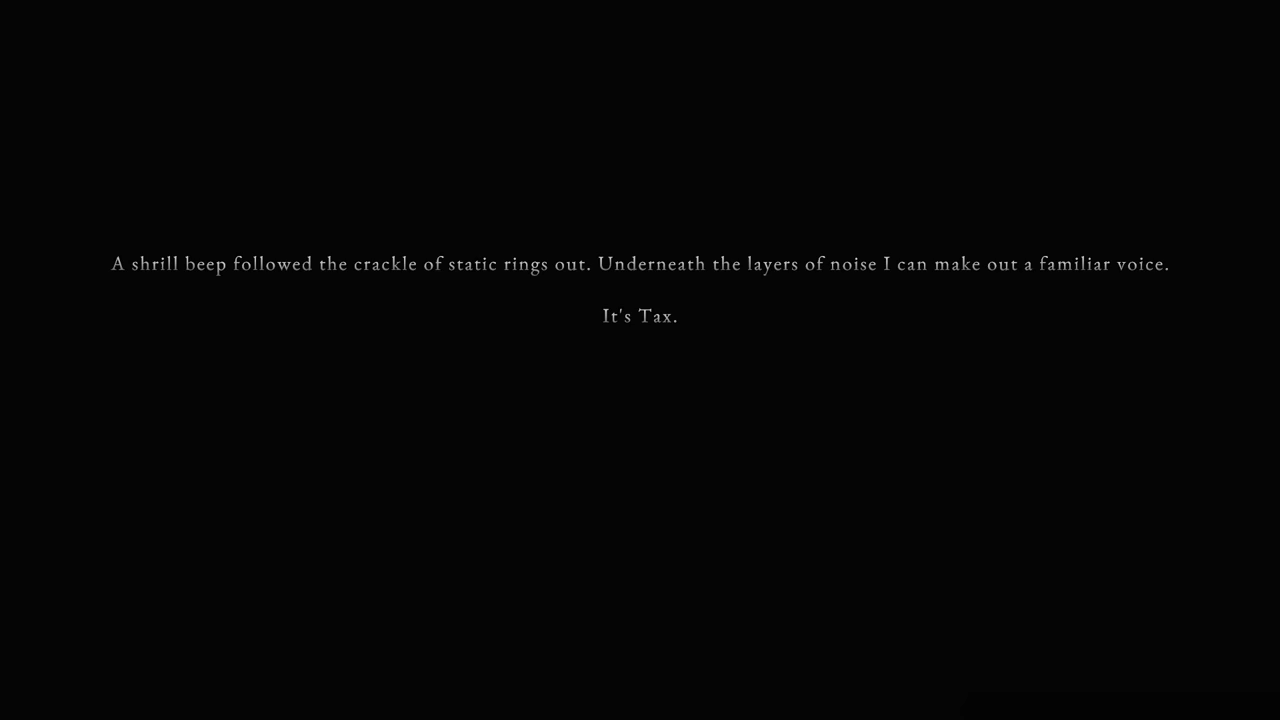 A shrill beep followed the crackle of static rings out. Underneath the layers of noise I can make out a familiar voice.
It's Tax.